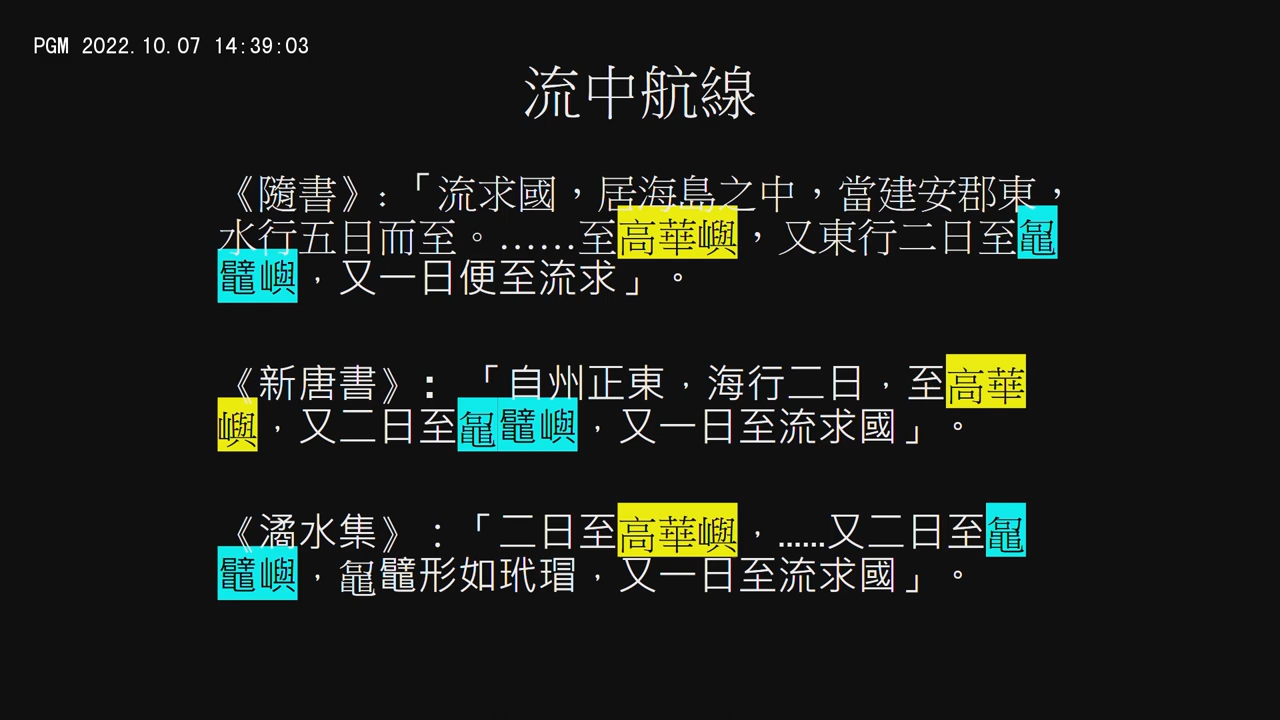 PGM 2022.10.07 14:39:03
流中航線
《隨書》:「流求國，居海島之中，當建安郡東，
水行五日而至。……至高華嶼，又東行二日至鼊
鼊嶼，又一日便至流求」。
《新唐書》：「自州正東，海行二日，至高華
嶼，又二日至𪓟鼊嶼，又一日至流求國」。
《潏水集》：「二日至高華嶼，……又二日至𪓟
鼊嶼，𪓟鼊形如玳瑁，又一日至流求國」。